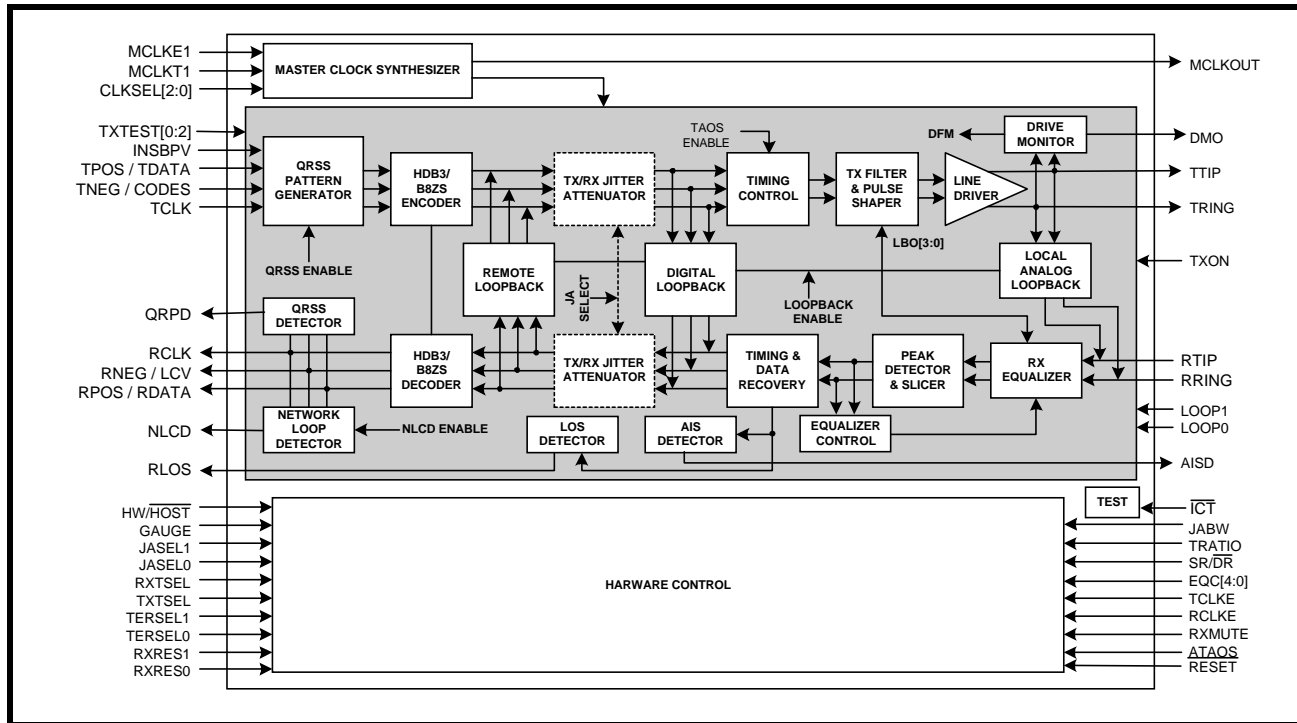 MCLKE1
MCLKT1
CLKSEL[2:0]
MASTER CLOCK SYNTHESIZER
MCLKOUT
TXTEST[0:2]
INSBPV
TPOS / TDATA
TNEG / CODES
TCLK
QRSS
PATTERN
GENERATOR
HDB3/
B8ZS
ENCODER
TX/RX JITTER
ATTENUATOR
TAOS
ENABLE
TIMING
CONTROL
TX FILTER
& PULSE
SHAPER
LINE
DRIVER
DFM
DRIVE
MONITOR
DMO
TTIP
TRING
QRSS ENABLE
REMOTE
LOOPBACK
JA
SELECT
DIGITAL
LOOPBACK
LOOPBACK
ENABLE
LBO[3:0]
LOCAL
ANALOG
LOOPBACK
TXON
QRPD
RCLK
RNEG / LCV
RPOS / RDATA
NLCD
RLOS
QRSS
DETECTOR
HDB3/
B8ZS
DECODER
TX/RX JITTER
ATTENUATOR
TIMING &
DATA
RECOVERY
PEAK
DETECTOR
& SLICER
RX
EQUALIZER
RTIP
RRING
NETWORK
LOOP
DETECTOR
NLCD ENABLE
LOS
DETECTOR
AIS
DETECTOR
EQUALIZER
CONTROL
LOOP1
LOOP0
AISD
HW/HOST
GAUGE
JASEL1
JASEL0
RXTSEL
TXTSEL
TERSEL1
TERSEL0
RXRES1
RXRES0
HARWARE CONTROL
TEST
ICT
JABW
TRATIO
SR/DR
EQC[4:0]
TCLKE
RCLKE
RXMUTE
ATAOS
RESET